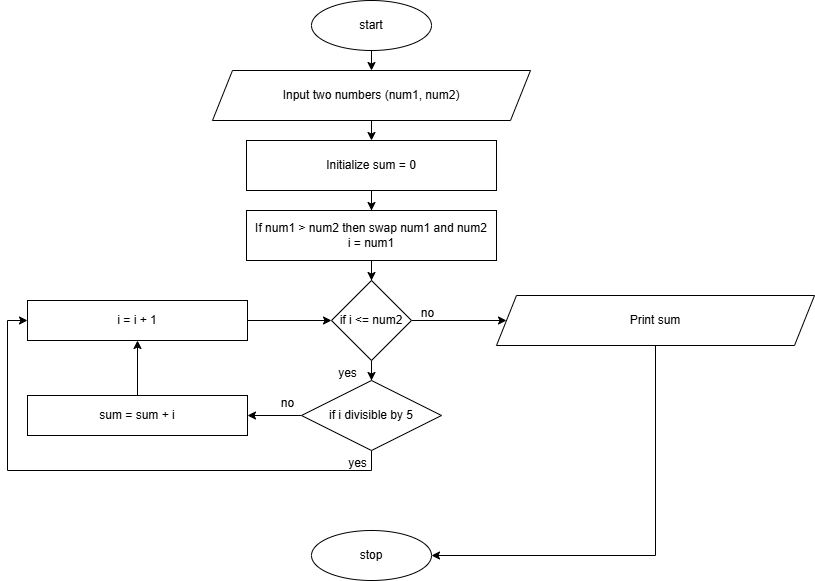 start
Input two numbers (num1, num2)
Initialize sum = 0
If num1 > num2 then swap num1 and num2
i = num1
i = i + 1
if i <= num2
no
Print sum
yes
sum = sum + i
no
if i divisible by 5
yes
stop